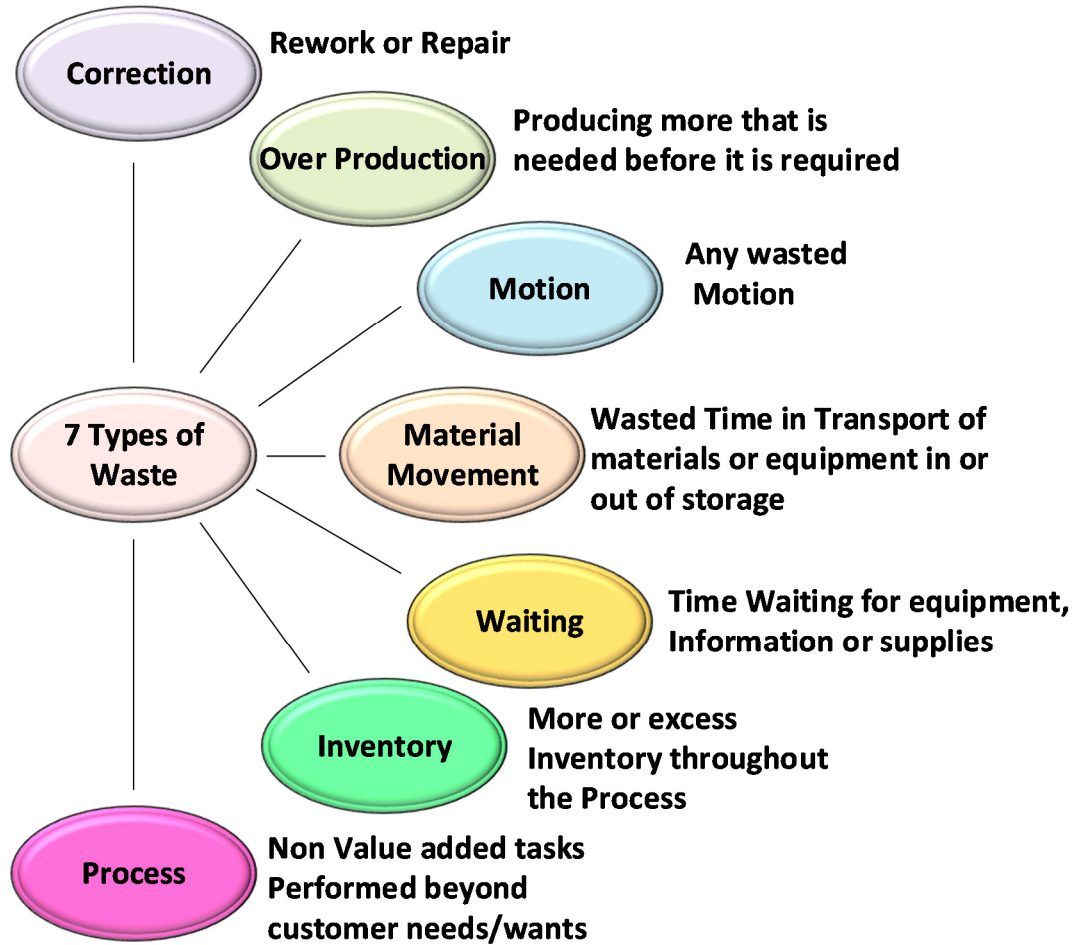 Correction
Rework or Repair
Over Production
Producing more that is
needed before it is required
Motion
Any wasted
Motion
7 Types of
Waste
Material
Movement
Wasted Time in Transport of
materials or equipment in or
out of storage
Waiting
Time Waiting for equipment,
Information or supplies
Inventory
More or excess
Inventory throughout
the Process
Process
Non Value added tasks
Performed beyond
customer needs/wants